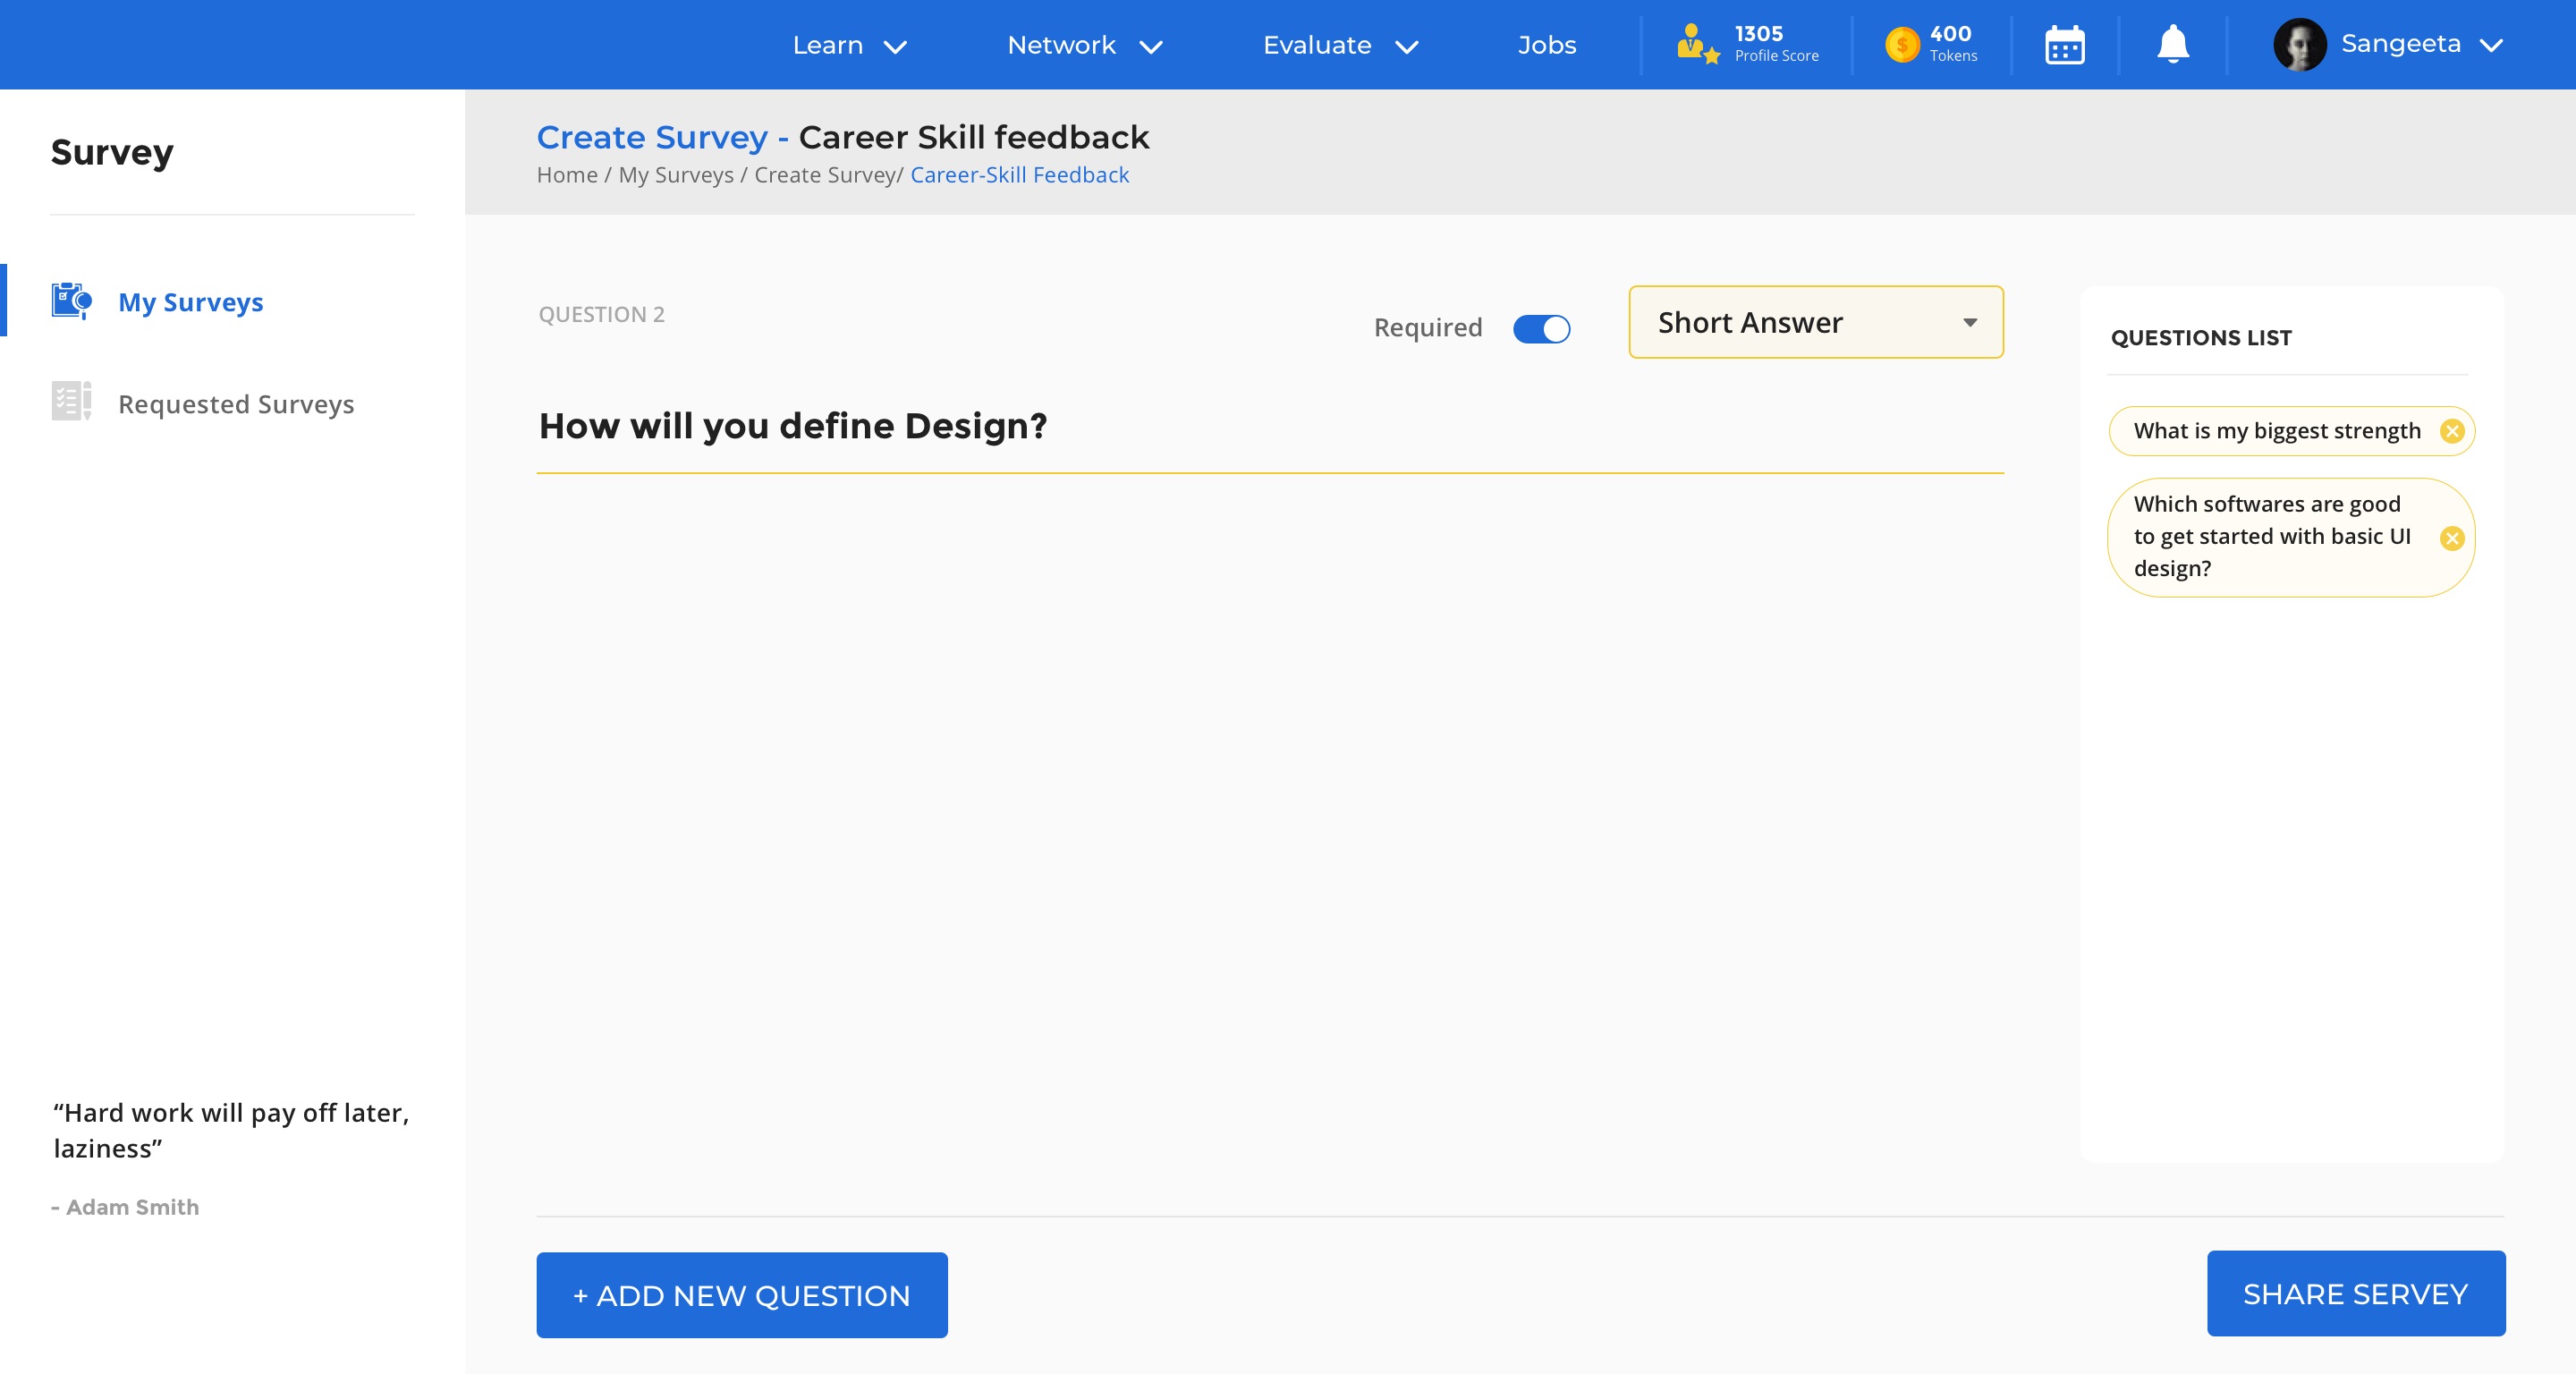 Learn
Network
Evaluate
Jobs
1305
Profile Score
400
Tokens
Sangeeta
Survey
My Surveys
Requested Surveys
“Hard work will pay off later,
laziness”
- Adam Smith
Create Survey - Career Skill feedback
Home / My Surveys / Create Survey/ Career-Skill Feedback
QUESTION 2
Required
Short Answer
How will you define Design?
QUESTIONS LIST
What is my biggest strength
Which softwares are good
to get started with basic UI
design?
+ ADD NEW QUESTION
SHARE SERVEY